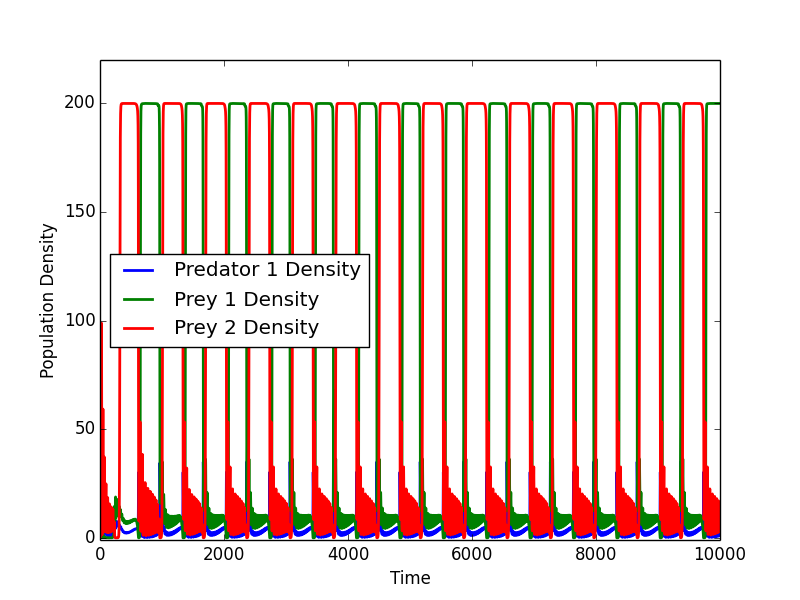 200
150
100
50
0
Population Density
Predator 1 Density
Prey 1 Density
Prey 2 Density
0 2000 4000 6000 8000 10000
Time